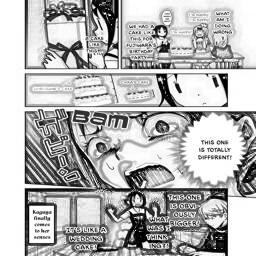 WHAT
AM I
DOING
WRONG
?
WE HAD A
CAKE LIKE
THIS FOR
FUJIWARA'S
BIRTHDAY
PARTY
A CAKE
LIKE
BAM
THIS ONE
IS TOTALLY
DIFFERENT!
THIS ONE
IS OBVI-
OUSLY
BIGGER!
WHAT
WAS I
THINK-
ING?!
IT'S LIKE A
WEDDING
CAKE!
Kaguya
finally
comes
to her
senses